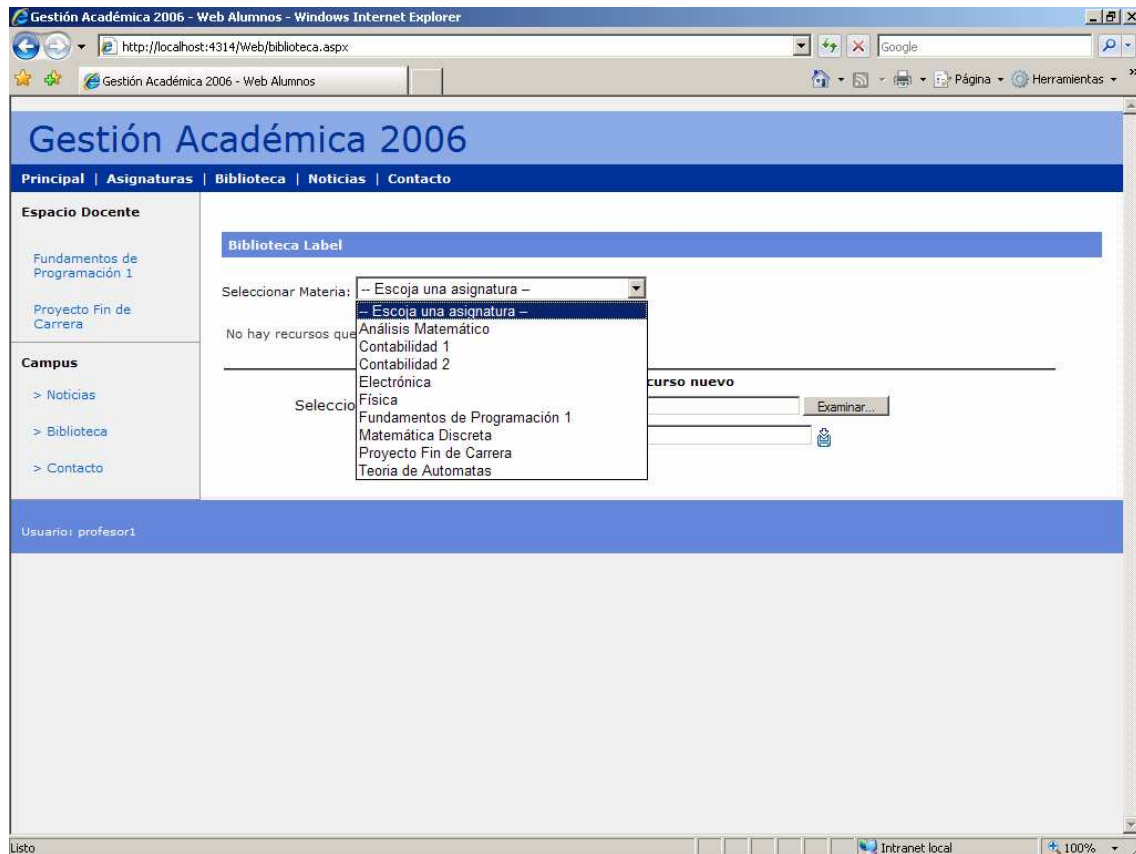 Gestión Académica 2006 - Web Alumnos - Windows Internet Explorer
http://localhost:4314/Web/biblioteca.aspx
Google
Gestión Académica 2006 - Web Alumnos
Página
Herramientas
Gestión Académica 2006
Principal | Asignaturas | Biblioteca | Noticias | Contacto
Espacio Docente
Fundamentos de
Programación 1
Proyecto Fin de
Carrera
Campus
> Noticias
> Biblioteca
> Contacto
Biblioteca Label
Seleccionar Materia: -- Escoja una asignatura –
-- Escoja una asignatura –
Análisis Matemático
Contabilidad 1
Contabilidad 2
Electrónica
Física
Fundamentos de Programación 1
Matemática Discreta
Proyecto Fin de Carrera
Teoria de Automatas
No hay recursos que
curso nuevo
Seleccio
Examinar...
Usuario: profesor1
Listo
Intranet local
100%